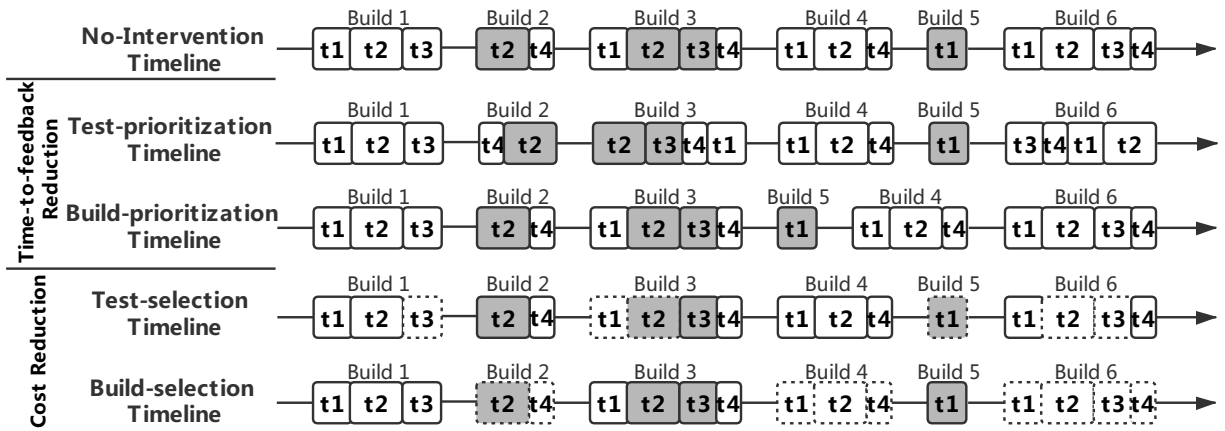 Build 1 Build 2 Build 3 Build 4 Build 5 Build 6
No-Intervention
Timeline
t1 t2 t3 t2 t4 t1 t2 t3 t4 t1 t2 t4 t1 t1 t2 t3 t4
Time-to-feedback
Reduction
Build 1 Build 2 Build 3 Build 4 Build 5 Build 6
Test-prioritization
Timeline
t1 t2 t3 t4 t2 t2 t3 t4 t1 t1 t2 t4 t1 t3 t4 t1 t2
Build 1 Build 2 Build 3 Build 5 Build 4 Build 6
Build-prioritization
Timeline
t1 t2 t3 t2 t4 t1 t2 t3 t4 t1 t1 t2 t4 t1 t2 t3 t4
Cost Reduction
Build 1 Build 2 Build 3 Build 4 Build 5 Build 6
Test-selection
Timeline
t1 t2 t3 t2 t4 t1 t2 t3 t4 t1 t2 t4 t1 t1 t2 t3 t4
Build 1 Build 2 Build 3 Build 4 Build 5 Build 6
Build-selection
Timeline
t1 t2 t3 t2 t4 t1 t2 t3 t4 t1 t2 t4 t1 t1 t2 t3 t4